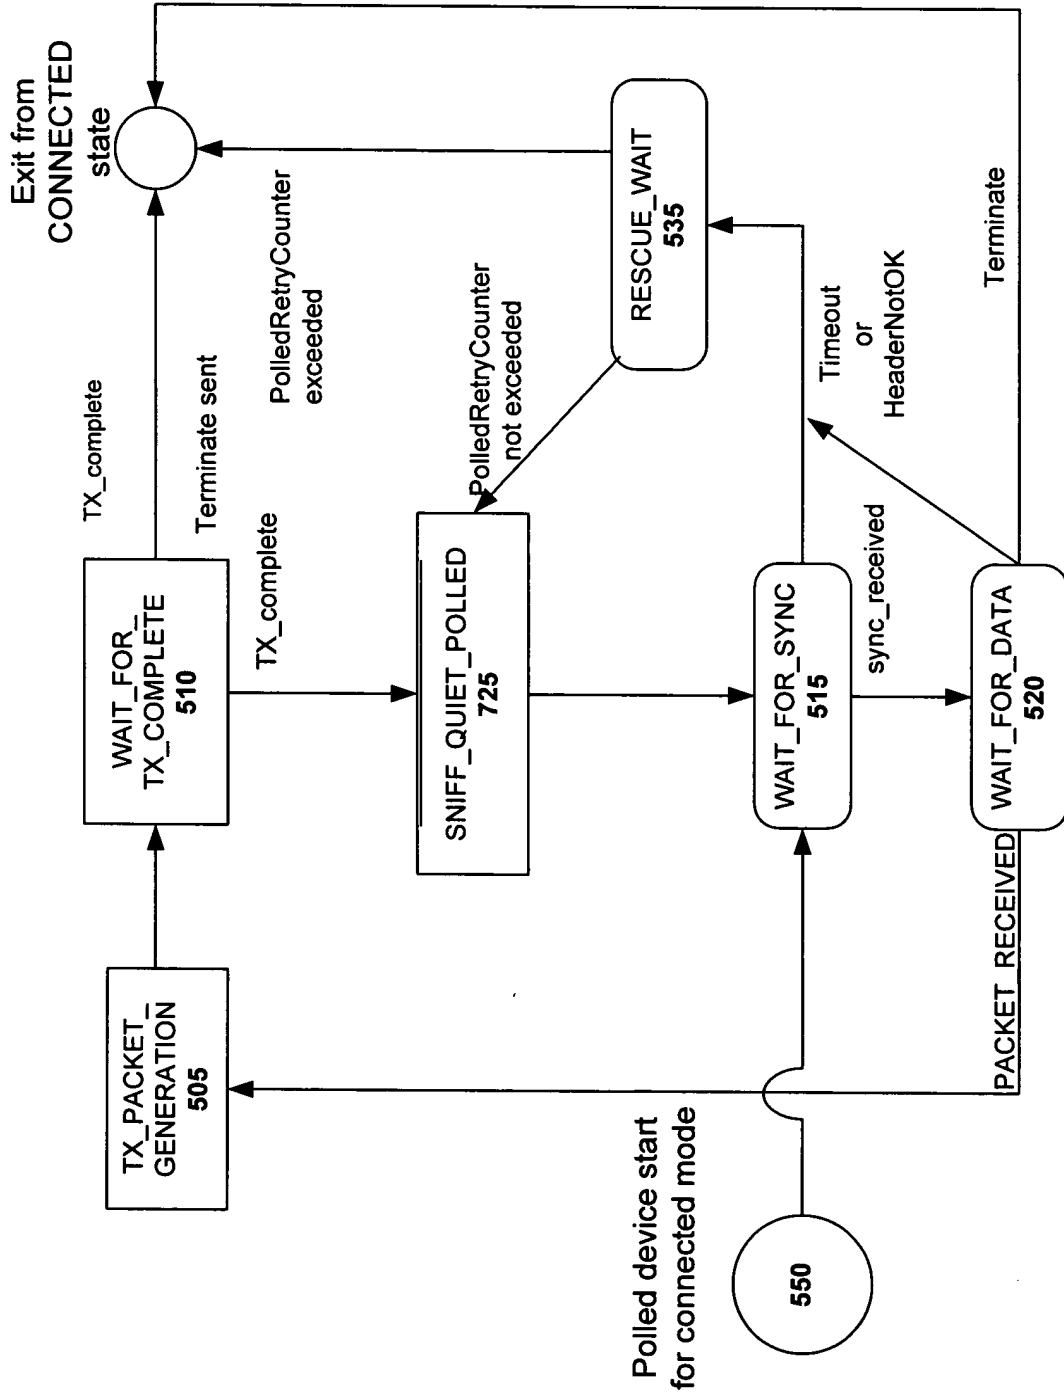 Exit from
CONNECTED
state
TX_complete
Terminate sent
WAIT_FOR_
TX_COMPLETE
510
TX_PACKET_
GENERATION
505
TX_complete
PolledRetryCounter
exceeded
SNIFF_QUIET_POLLED
725
PolledRetryCounter
not exceeded
RESCUE_WAIT
535
Polled device start
for connected mode
550
WAIT_FOR_SYNC
515
Timeout
or
HeaderNotOK
sync_received
PACKET_RECEIVED
WAIT_FOR_DATA
520
Terminate